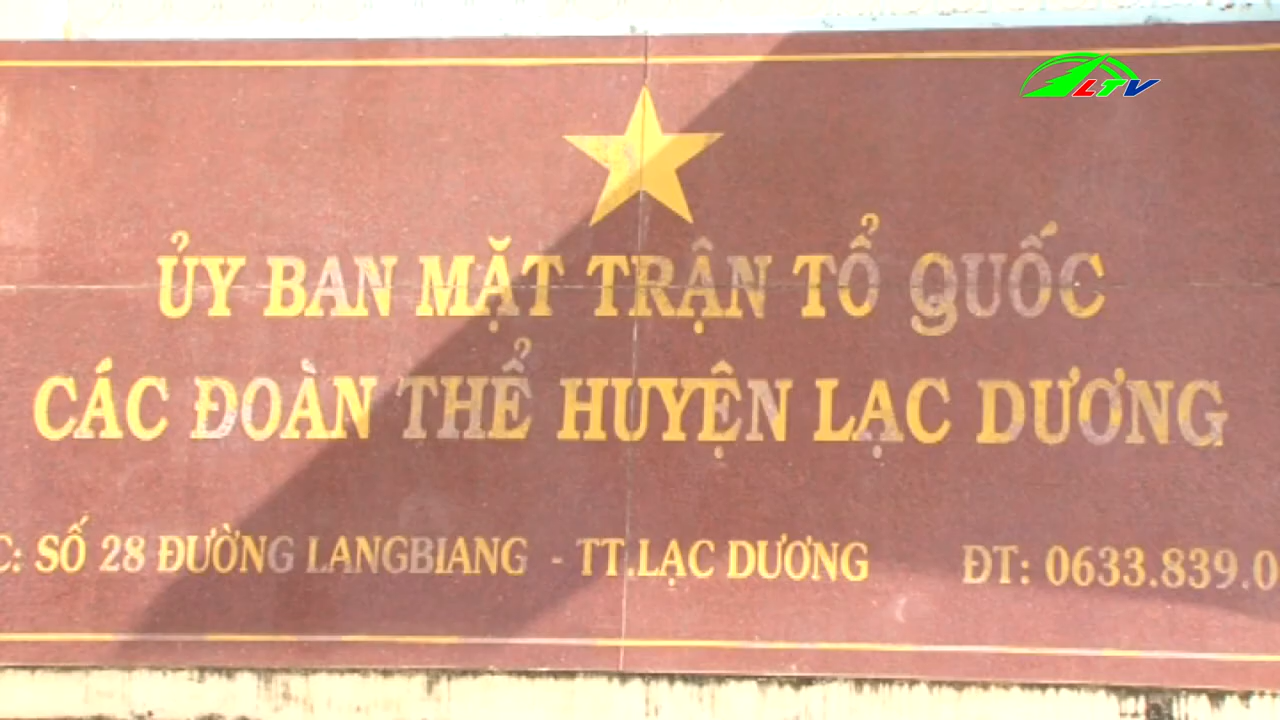 LTV
ỦY BAN MẶT TRẬN TỔ QUỐC
CÁC ĐOÀN THỂ HUYỆN LẠC DƯƠNG
C: SỐ 28 ĐƯỜNG LANGBIANG - TT.LẠC DƯƠNG ĐT: 0633.839.0